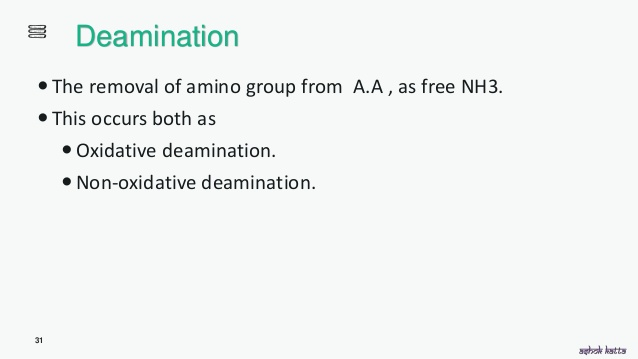 Deamination
•The removal of amino group from A.A , as free NH3.
•This occurs both as
•Oxidative deamination.
•Non-oxidative deamination.
31
Ashok Katta